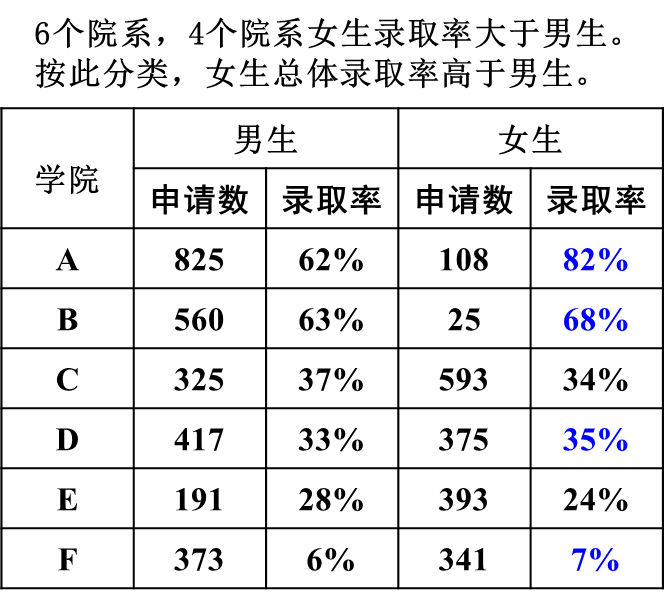 6个院系，4个院系女生录取率大于男生。
按此分类，女生总体录取率高于男生。
学院 男生 女生
申请数 录取率 申请数 录取率
A 825 62% 108 82%
B 560 63% 25 68%
C 325 37% 593 34%
D 417 33% 375 35%
E 191 28% 393 24%
F 373 6% 341 7%